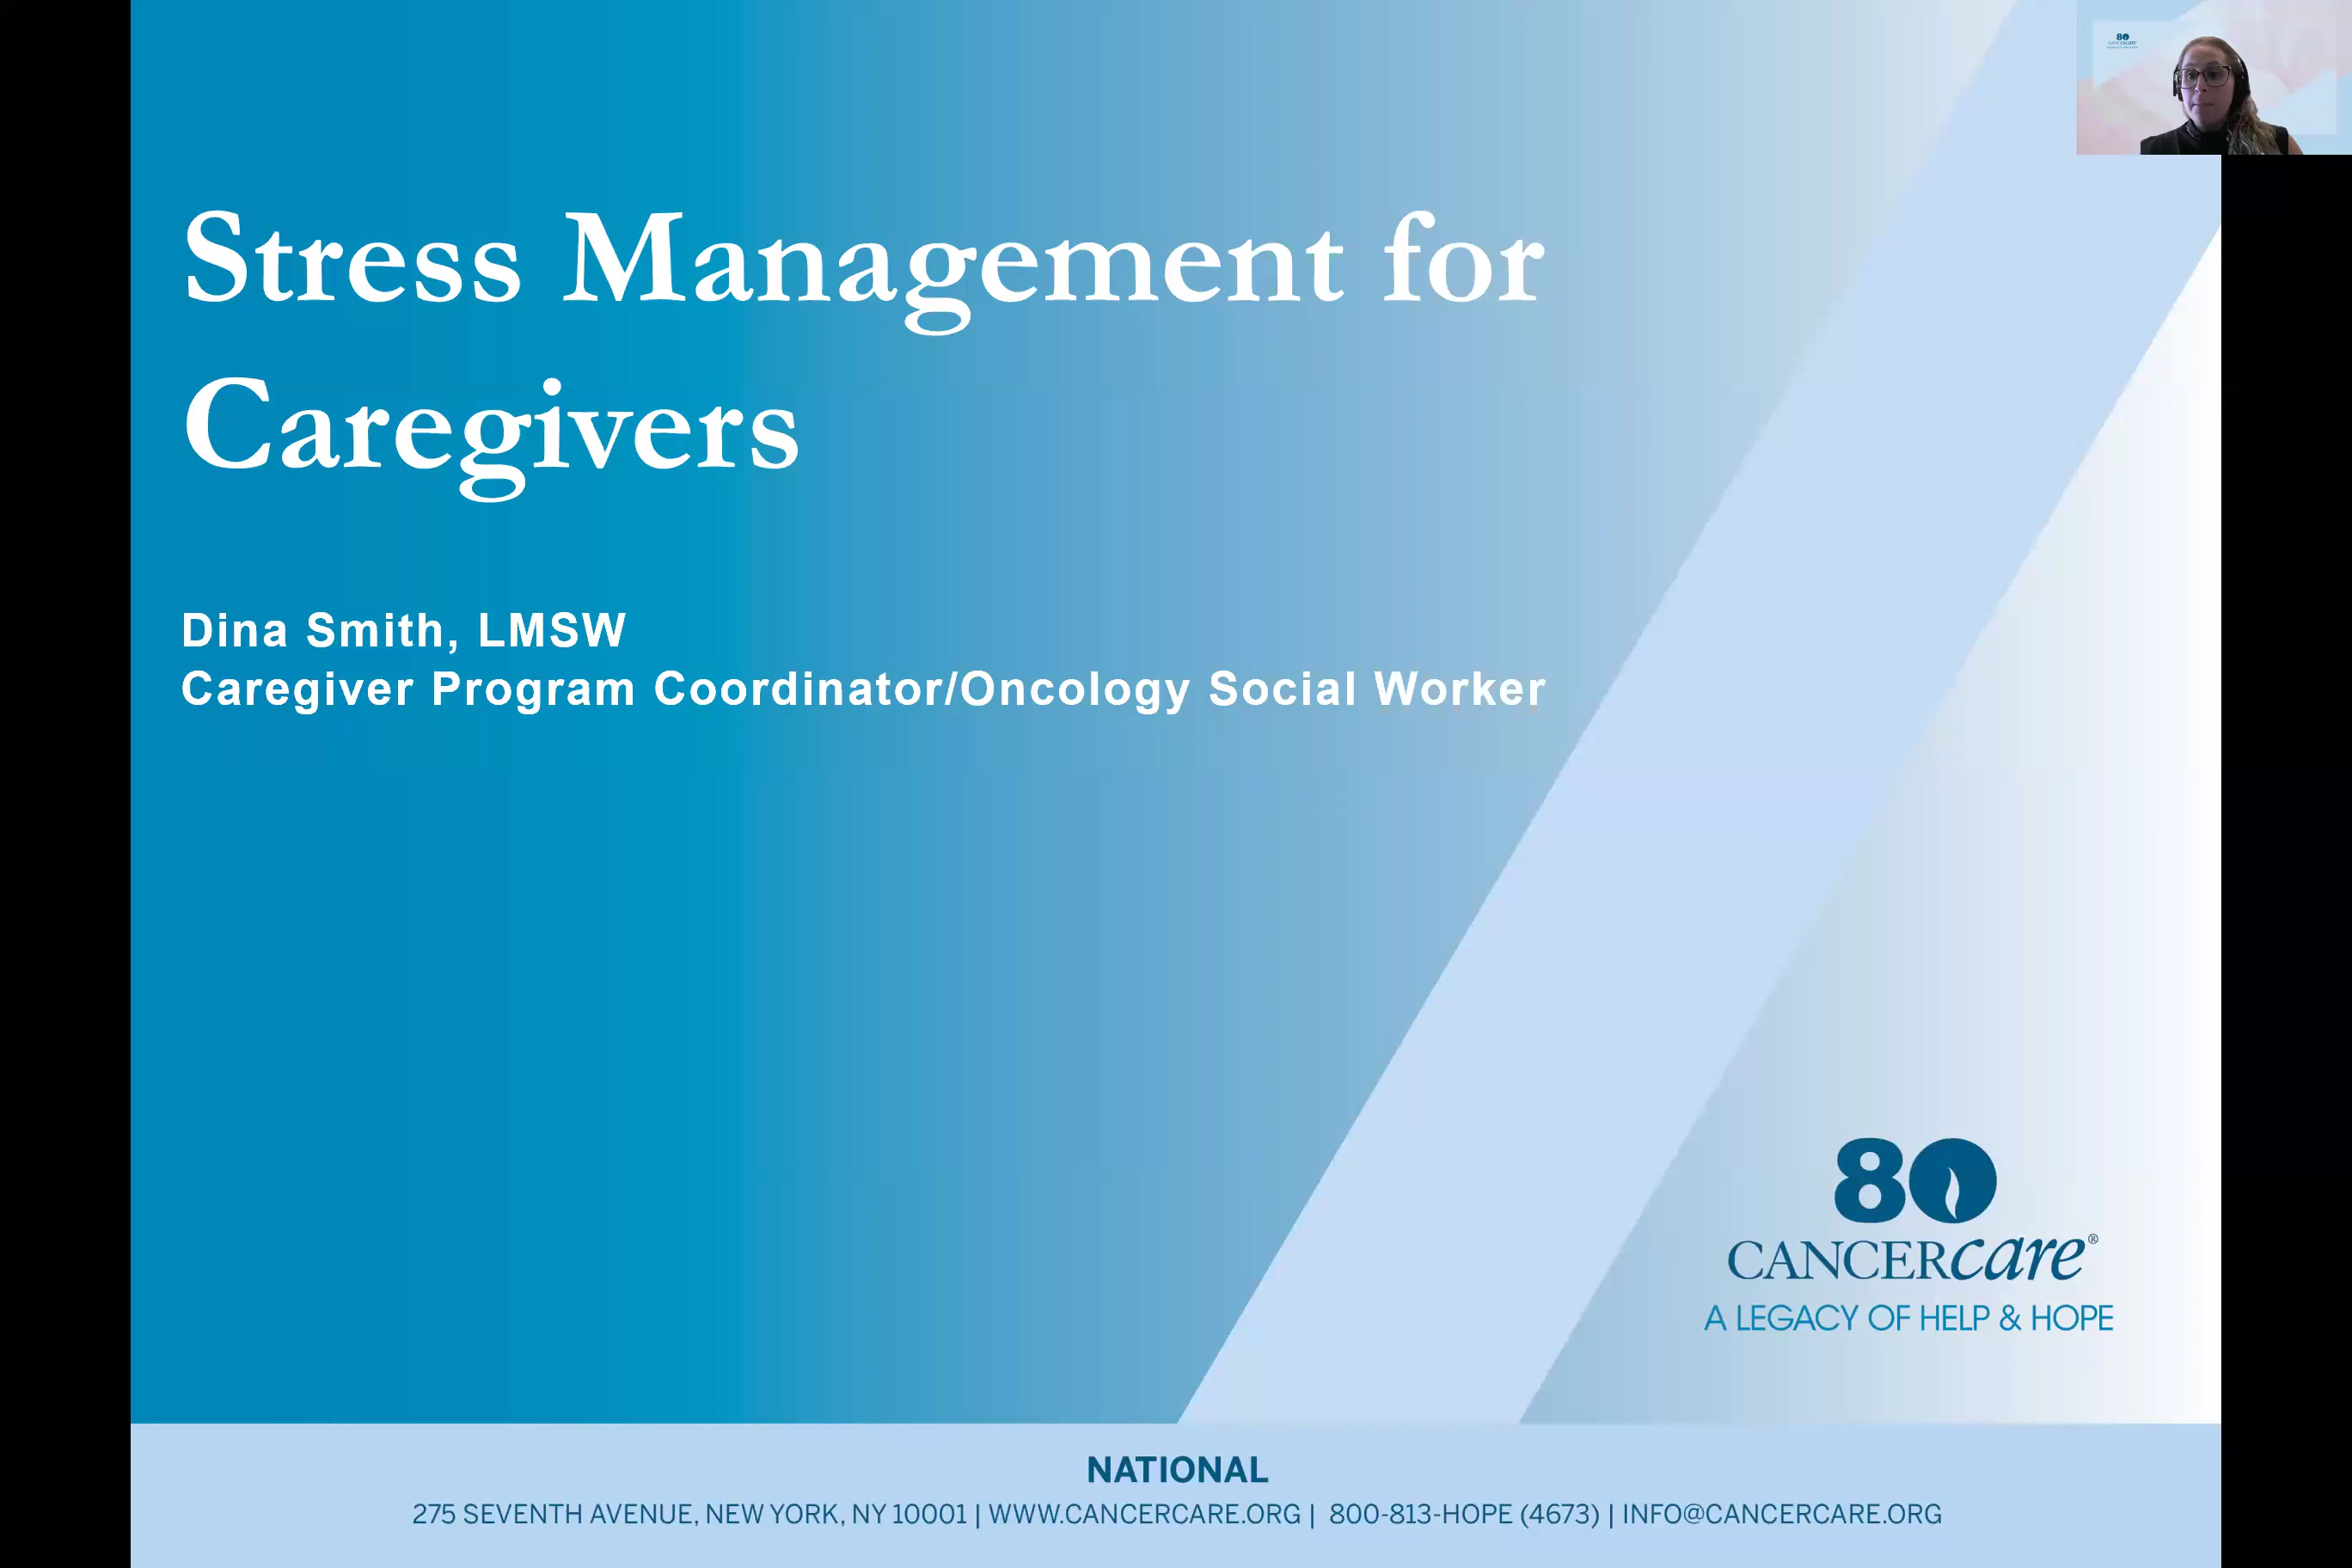 Stress Management for
Caregivers
Dina Smith, LMSW
Caregiver Program Coordinator/Oncology Social Worker
80
CANCERcare®
A LEGACY OF HELP & HOPE
NATIONAL
275 SEVENTH AVENUE, NEW YORK, NY 10001 | WWW.CANCERCARE.ORG | 800-813-HOPE (4673) | INFO@CANCERCARE.ORG